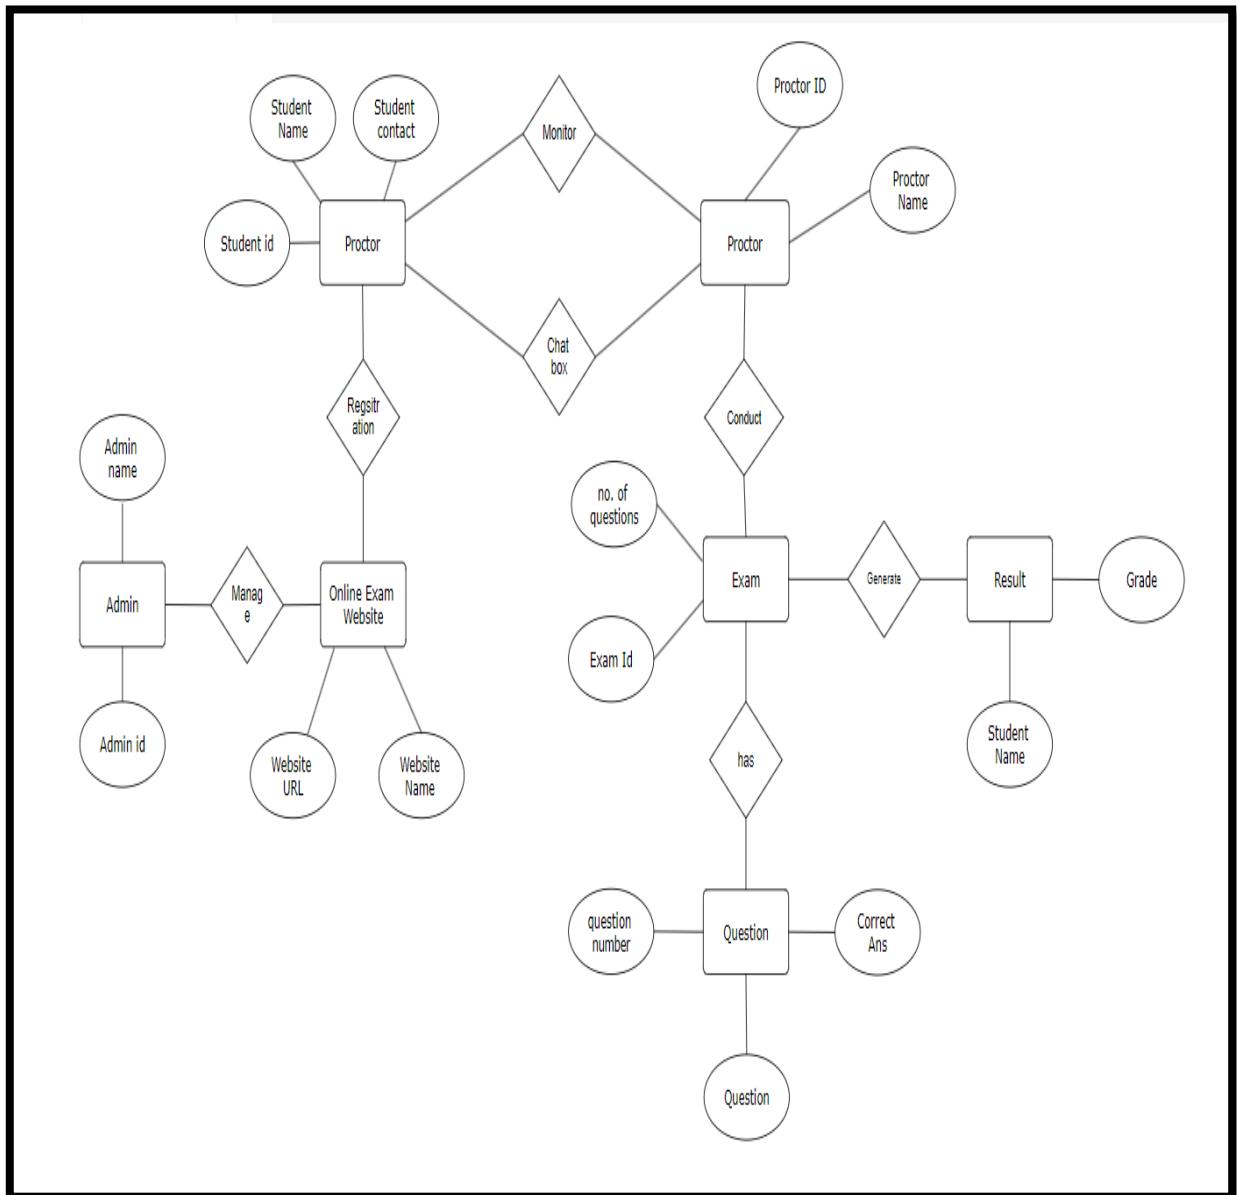 Proctor ID
Student
Name
Student
contact
Monitor
Proctor
Name
Student id
Proctor
Proctor
Chat
box
Regsitr
ation
Conduct
Admin
name
no. of
questions
Admin
Manag
e
Online Exam
Website
Exam
Generate
Result
Grade
Exam Id
Admin id
Website
URL
Website
Name
has
Student
Name
question
number
Question
Correct
Ans
Question